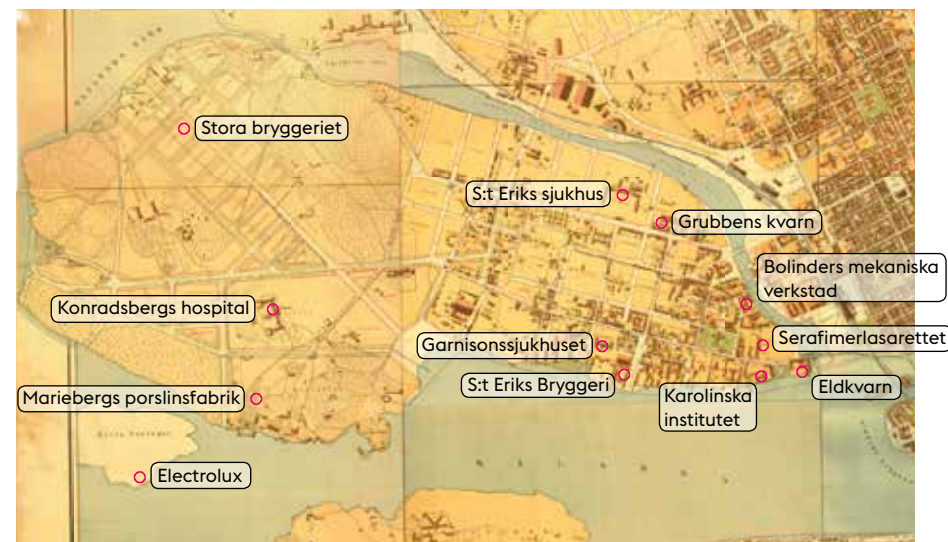 Stora bryggeriet
S:t Eriks sjukhus
Grubbens kvarn
Bolinders mekaniska
verkstad
Konradsbergs hospital
Garnisonssjukhuset
Serafimerlasarettet
S:t Eriks Bryggeri
Karolinska
institutet
Eldkvarn
Mariebergs porslinsfabrik
Electrolux